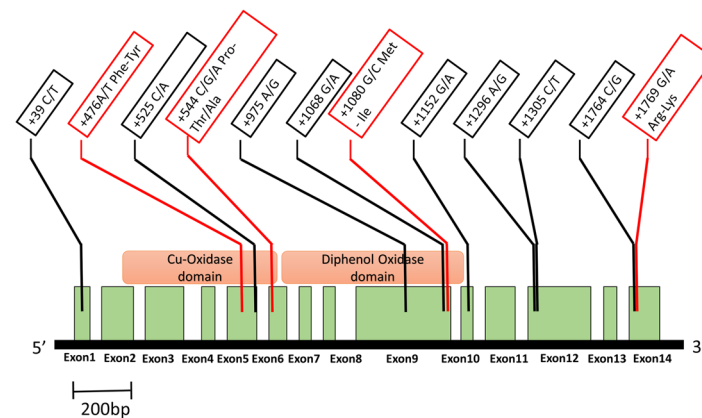 +39 C/T
+476A/T Phe-Tyr
+525 C/A
+544 C/G/A Pro-
Thr/Ala
+975 A/G
+1068 G/A
+1080 G/C Met
- Ile
+1152 G/A
+1296 A/G
+1305 C/T
+1764 C/G
+1769 G/A
Arg-Lys
Cu-Oxidase
domain
Diphenol Oxidase
domain
5’
3
Exon1 Exon2 Exon3 Exon4 Exon5 Exon6 Exon7 Exon8 Exon9 Exon10 Exon11 Exon12 Exon13 Exon14
200bp